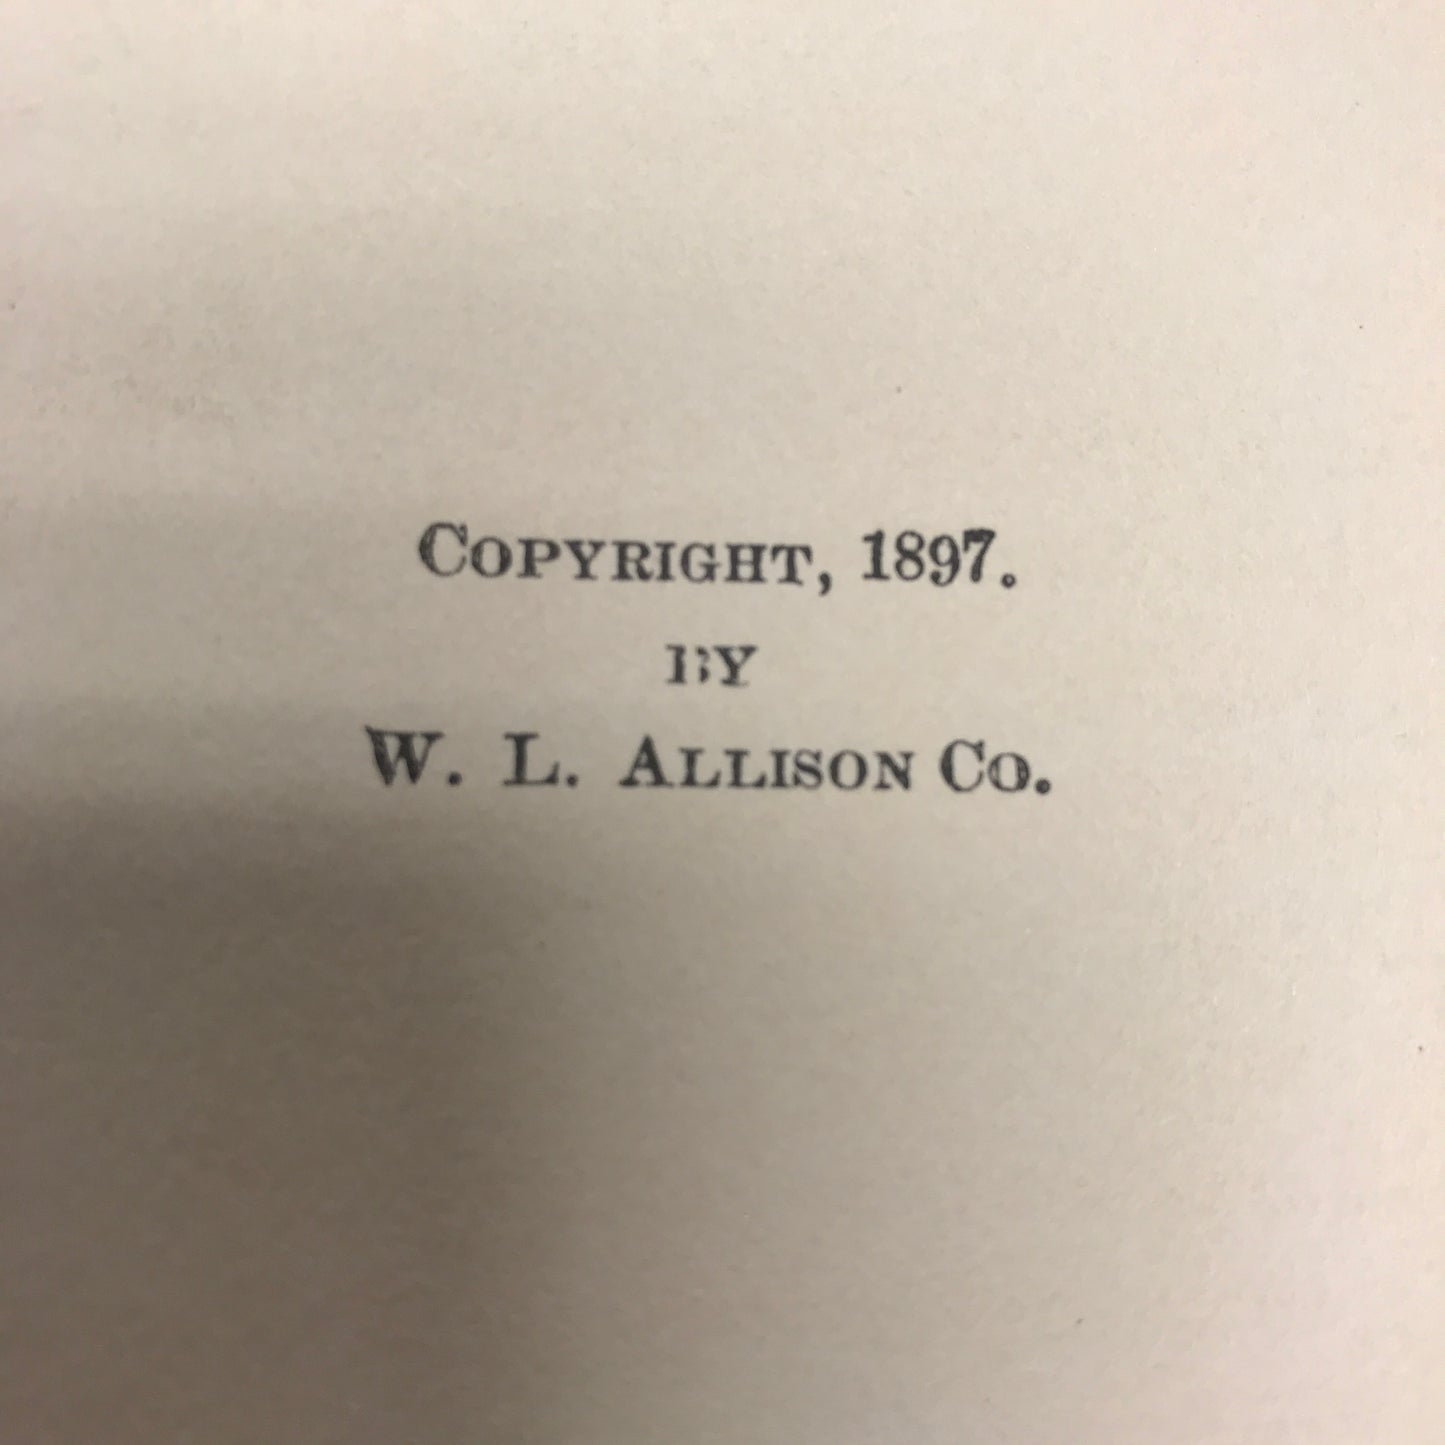 Copyright, 1897.
BY
W. L. Allison Co.